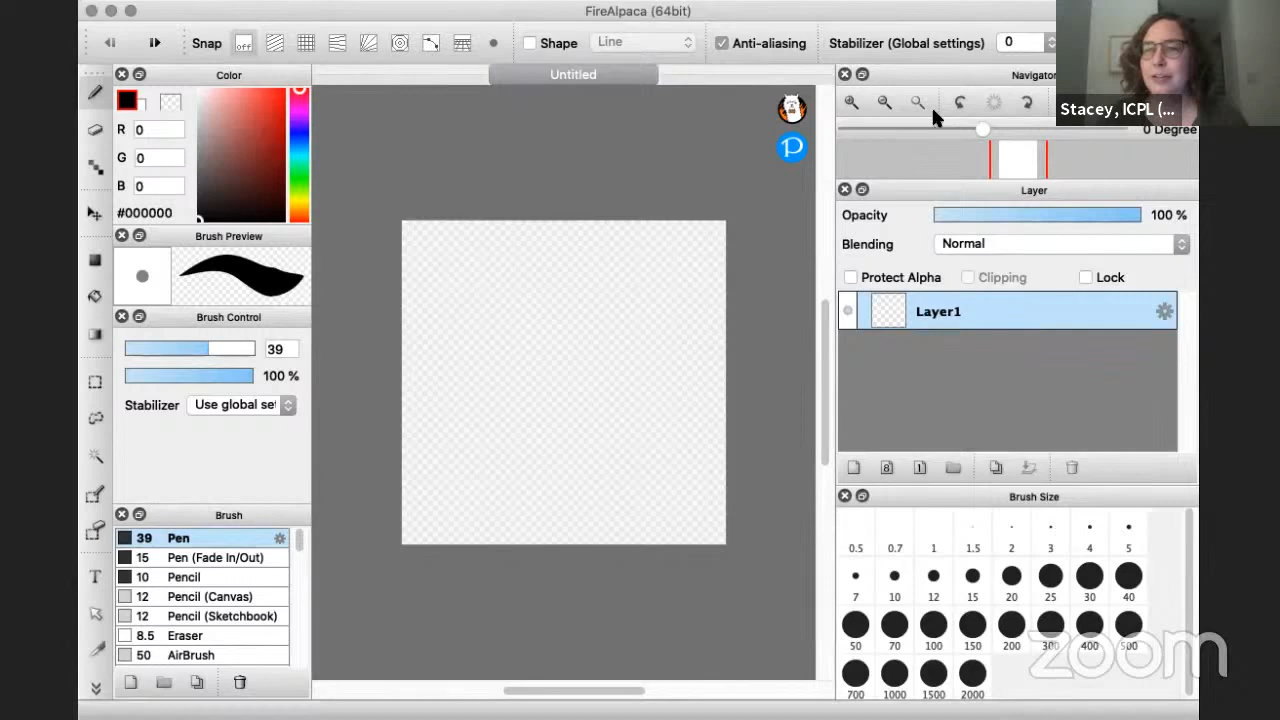 FireAlpaca (64bit)
Snap
off
Shape
Line
Anti-aliasing
Stabilizer (Global settings)
0
Color
Untitled
Navigator
Stacey, ICPL (...
R 0
G 0
B 0
#000000
0 Degree
Layer
Opacity
100 %
Brush Preview
Blending
Normal
Protect Alpha
Clipping
Lock
Layer1
Brush Control
39
100 %
Stabilizer
Use global set
8
1
Brush Size
Brush
39 Pen
15 Pen (Fade In/Out)
10 Pencil
12 Pencil (Canvas)
12 Pencil (Sketchbook)
8.5 Eraser
50 AirBrush
0.5 0.7 1 1.5 2 3 4 5
7 10 12 15 20 25 30 40
50 70 100 150 200 300 400 500
700 1000 1500 2000
T
P
zoom